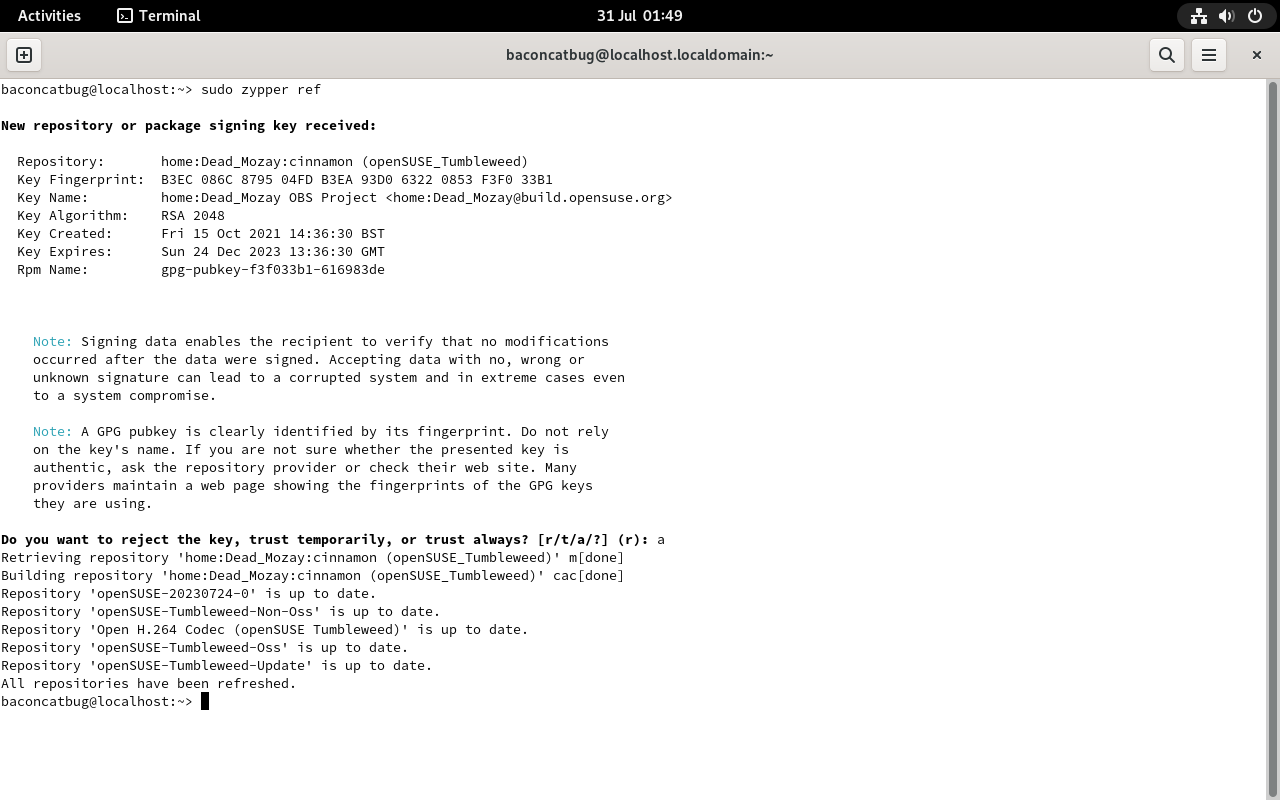 Activities
Terminal
31 Jul 01:49
baconcatbug@localhost.localdomain:~
baconcatbug@localhost:~> sudo zypper ref
New repository or package signing key received:
Repository: home:Dead_Mozay:cinnamon (openSUSE_Tumbleweed)
Key Fingerprint: B3EC 086C 8795 04FD B3EA 93D0 6322 0853 F3F0 33B1
Key Name: home:Dead_Mozay OBS Project <home:Dead_Mozay@build.opensuse.org>
Key Algorithm: RSA 2048
Key Created: Fri 15 Oct 2021 14:36:30 BST
Key Expires: Sun 24 Dec 2023 13:36:30 GMT
Rpm Name: gpg-pubkey-f3f033b1-616983de
Note: Signing data enables the recipient to verify that no modifications
occurred after the data were signed. Accepting data with no, wrong or
unknown signature can lead to a corrupted system and in extreme cases even
to a system compromise.
Note: A GPG pubkey is clearly identified by its fingerprint. Do not rely
on the key's name. If you are not sure whether the presented key is
authentic, ask the repository provider or check their web site. Many
providers maintain a web page showing the fingerprints of the GPG keys
they are using.
Do you want to reject the key, trust temporarily, or trust always? [r/t/a/?] (r): a
Retrieving repository 'home:Dead_Mozay:cinnamon (openSUSE_Tumbleweed)' m[done]
Building repository 'home:Dead_Mozay:cinnamon (openSUSE_Tumbleweed)' cac[done]
Repository 'openSUSE-20230724-0' is up to date.
Repository 'openSUSE-Tumbleweed-Non-Oss' is up to date.
Repository 'Open H.264 Codec (openSUSE Tumbleweed)' is up to date.
Repository 'openSUSE-Tumbleweed-Oss' is up to date.
Repository 'openSUSE-Tumbleweed-Update' is up to date.
All repositories have been refreshed.
baconcatbug@localhost:~>